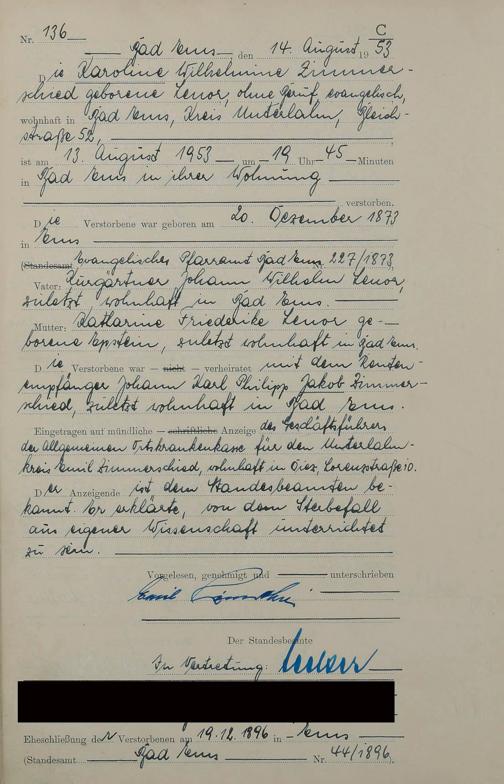 C
Nr. 136
Bad Ems, den 14. August 1953
Die Karoline Wilhelmine Zimmer-
schied geborene Lenor, ohne Beruf, evangelisch,
wohnhaft in Bad Ems, Kreis Unterlahn, Gleich-
straße 52,
ist am 13. August 1953 um 19 Uhr 45 Minuten
in Bad Ems in ihrer Wohnung
verstorben.
Die Verstorbene war geboren am 20. Dezember 1873
in Ems
(Standesamt Evangelisches Pfarramt Bad Ems Nr. 227/1873
Vater: Kurgärtner Johann Wilhelm Lenor,
zuletzt wohnhaft in Bad Ems.
Mutter: Katharine Friederike Lenor ge-
borene Epstein, zuletzt wohnhaft in Bad Ems.
Die Verstorbene war — nicht — verheiratet mit dem Renten-
empfänger Johann Karl Philipp Jakob Zimmer-
schied, zuletzt wohnhaft in Bad Ems.
Eingetragen auf mündliche — schriftliche Anzeige des Geschäftsführers
der Allgemeinen Ortskrankenkasse für den Unterlahn-
kreis Emil Zimmerschied, wohnhaft in Diez, Lorenzstraße 10.
Der Anzeigende ist dem Standesbeamten be-
kannt. Er erklärte, von dem Sterbefall
aus eigener Wissenschaft unterrichtet
zu sein.
Vorgelesen, genehmigt und unterschrieben
Emil
Der Standesbeamte
In Vertretung:
Eheschließung der Verstorbenen am 19.12.1896 in Ems
(Standesamt Bad Ems Nr. 44/1896).